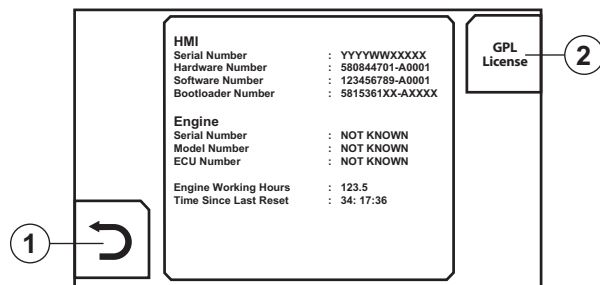 HMI
Serial Number : YYYYWWXXXXX
Hardware Number : 580844701-A0001
Software Number : 123456789-A0001
Bootloader Number : 5815361XX-AXXXX
Engine
Serial Number : NOT KNOWN
Model Number : NOT KNOWN
ECU Number : NOT KNOWN
Engine Working Hours : 123.5
Time Since Last Reset : 34: 17:36
GPL
License
2
1